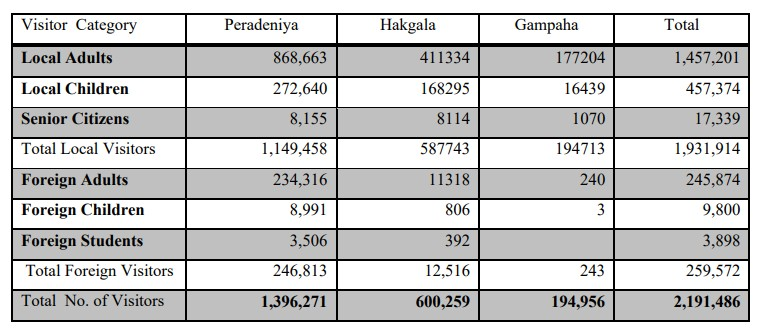 Visitor Category Peradeniya Hakgala Gampaha Total
Local Adults 868,663 411334 177204 1,457,201
Local Children 272,640 168295 16439 457,374
Senior Citizens 8,155 8114 1070 17,339
Total Local Visitors 1,149,458 587743 194713 1,931,914
Foreign Adults 234,316 11318 240 245,874
Foreign Children 8,991 806 3 9,800
Foreign Students 3,506 392 3,898
Total Foreign Visitors 246,813 12,516 243 259,572
Total No. of Visitors 1,396,271 600,259 194,956 2,191,486